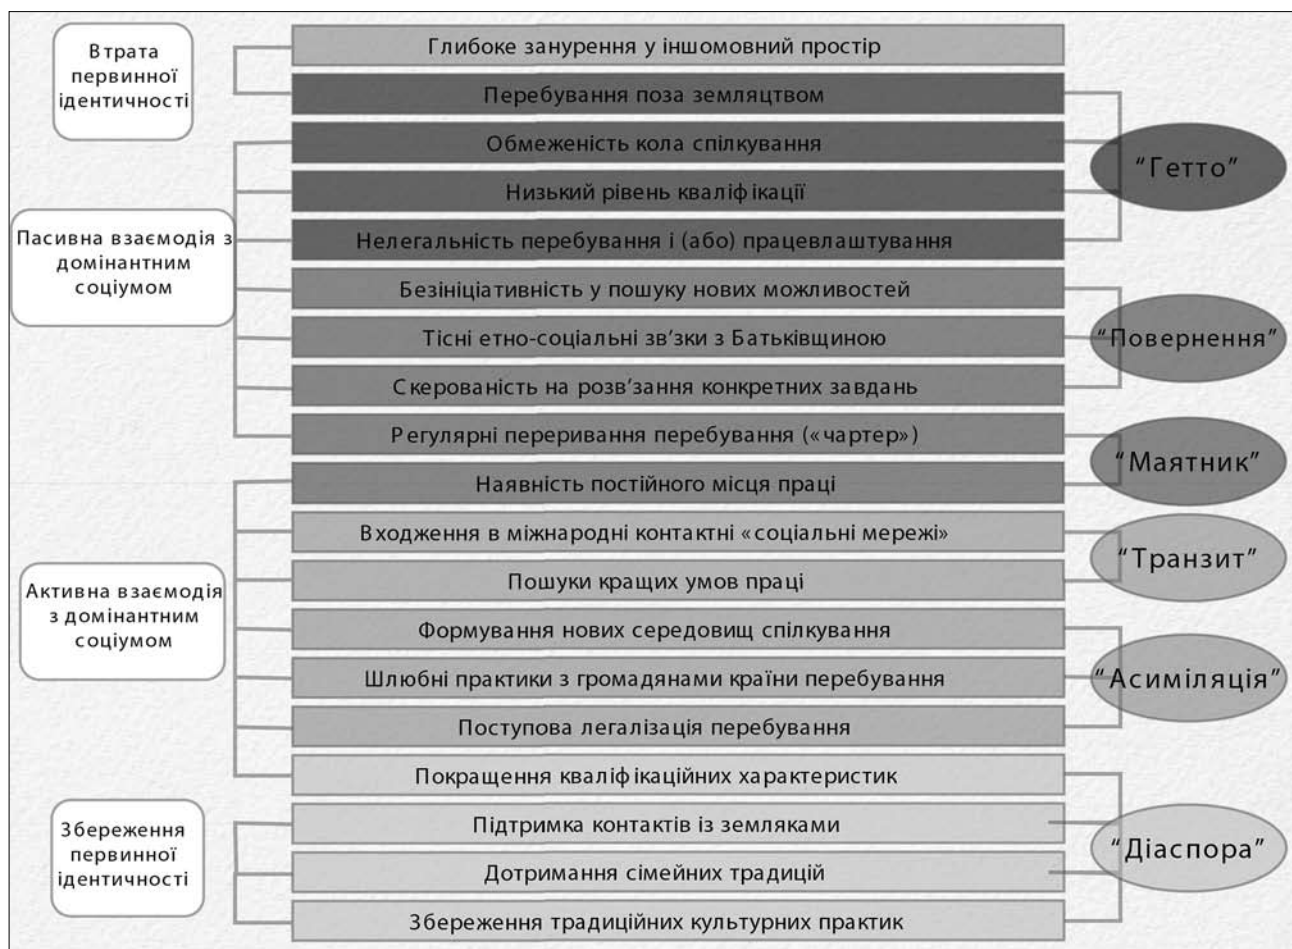 Втрата
первинної
ідентичності
Пасивна взаємодія з
домінантним
соціумом
Активна взаємодія
з домінантним
соціумом
Збереження
первинної
ідентичності
Глибоке занурення у іншомовний простір
Перебування поза земляцтвом
Обмеженість кола спілкування
Низький рівень кваліфікації
Нелегальність перебування і (або) працевлаштування
Безініціативність у пошуку нових можливостей
Тісні етно-соціальні зв’зки з Батьківщиною
Скерованість на розв’зання конкретних завдань
Регулярні переривання перебування («чартер»)
Наявність постійного місця праці
Входження в міжнародні контактні «соціальні мережі»
Пошуки кращих умов праці
Формування нових середовищ спілкування
Шлюбні практики з громадянами країни перебування
Поступова легалізація перебування
Покращення кваліфікаційних характеристик
Підтримка контактів із земляками
Дотримання сімейних традицій
Збереження традиційних культурних практик
“Гетто”
“Повернення”
“Маятник”
“Транзит”
“Асиміляція”
“Діаспора”